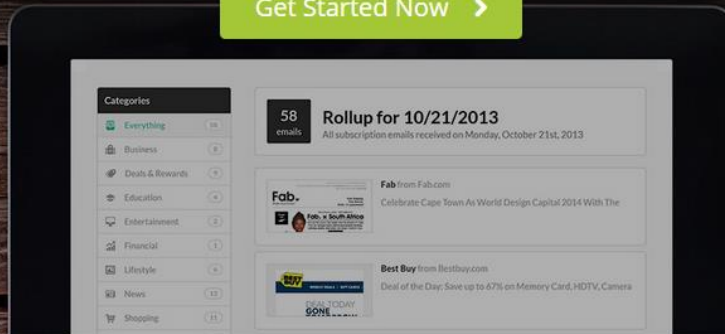 Get Started Now
Categories
Everything
Business
Deals & Rewards
Education
Entertainment
Financial
Lifestyle
News
Shopping
58
emails
Rollup for 10/21/2013
All subscription emails received on Monday, October 21st, 2013
Fab from Fab.com
Celebrate Cape Town As World Design Capital 2014 With The
Fab.
Fab. x South Africa
Best Buy from Bestbuy.com
Deal of the Day: Save up to 67% on Memory Card, HDTV, Camera
BEST BUY
DEAL TODAY
GONE